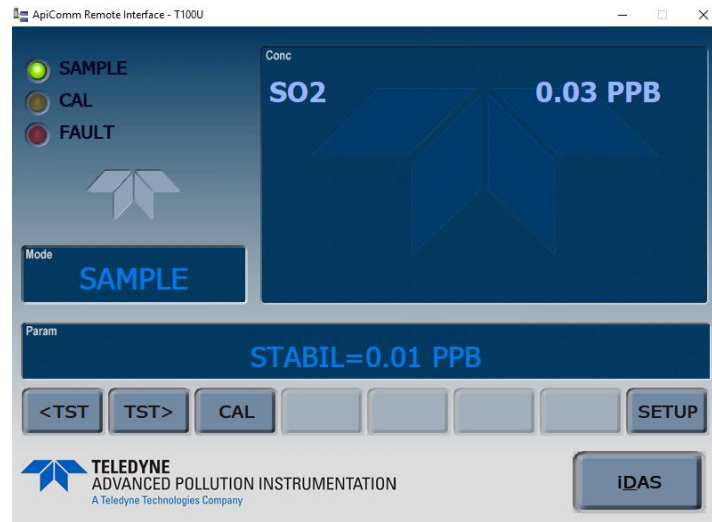 ApiComm Remote Interface - T100U
SAMPLE
CAL
FAULT
Conc
SO2 0.03 PPB
Mode
SAMPLE
Param
STABIL=0.01 PPB
<TST TST> CAL SETUP
TELEDYNE
ADVANCED POLLUTION INSTRUMENTATION
A Teledyne Technologies Company
iDAS